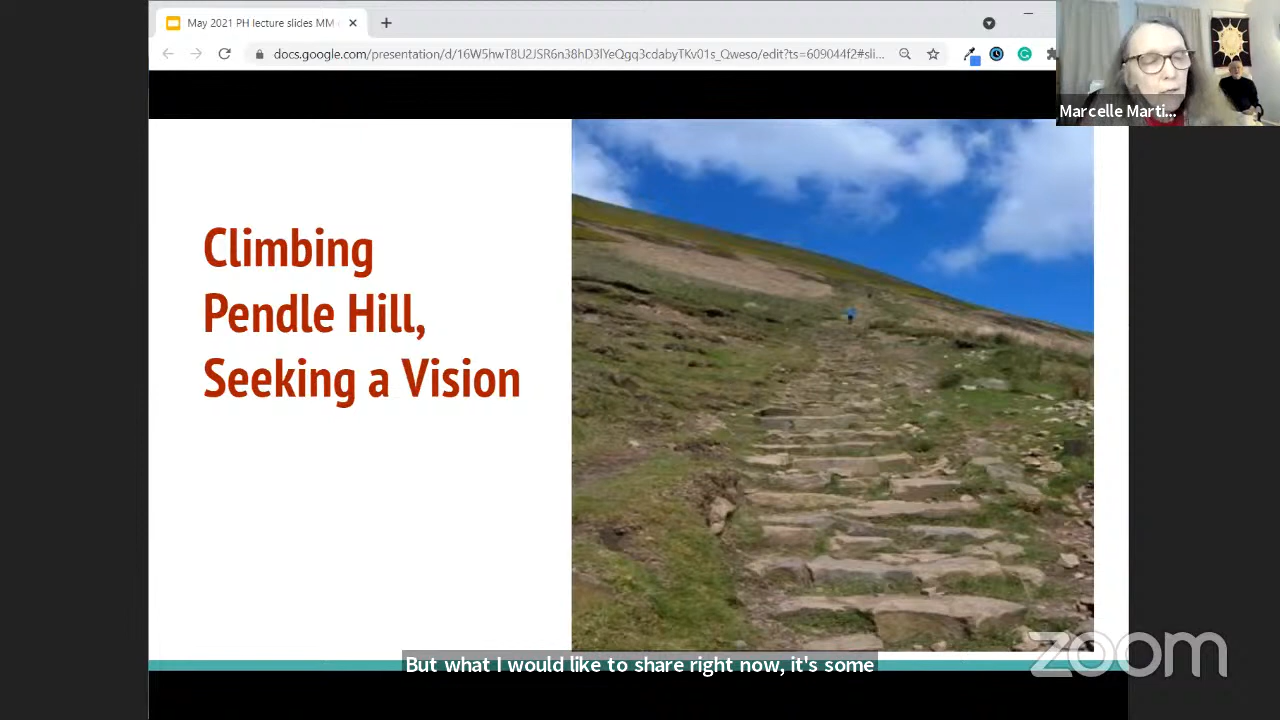 May 2021 PH lecture slides MM
docs.google.com/presentation/d/16W5hwT8U2JSR6n38hD3fYeQgq3cdabyTKv01s_Qweso/edit?ts=609044f2#sli...
Marcelle Marti...
Climbing
Pendle Hill,
Seeking a Vision
But what I would like to share right now, it's some
zoom